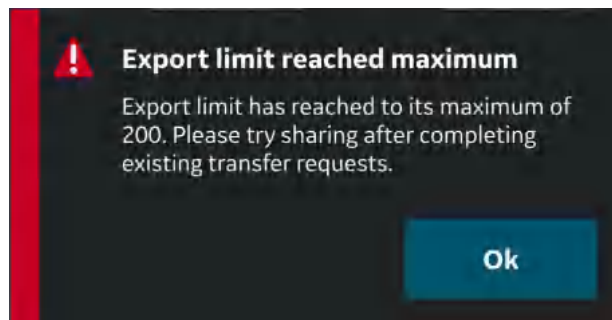 Export limit reached maximum
Export limit has reached to its maximum of
200. Please try sharing after completing
existing transfer requests.
Ok